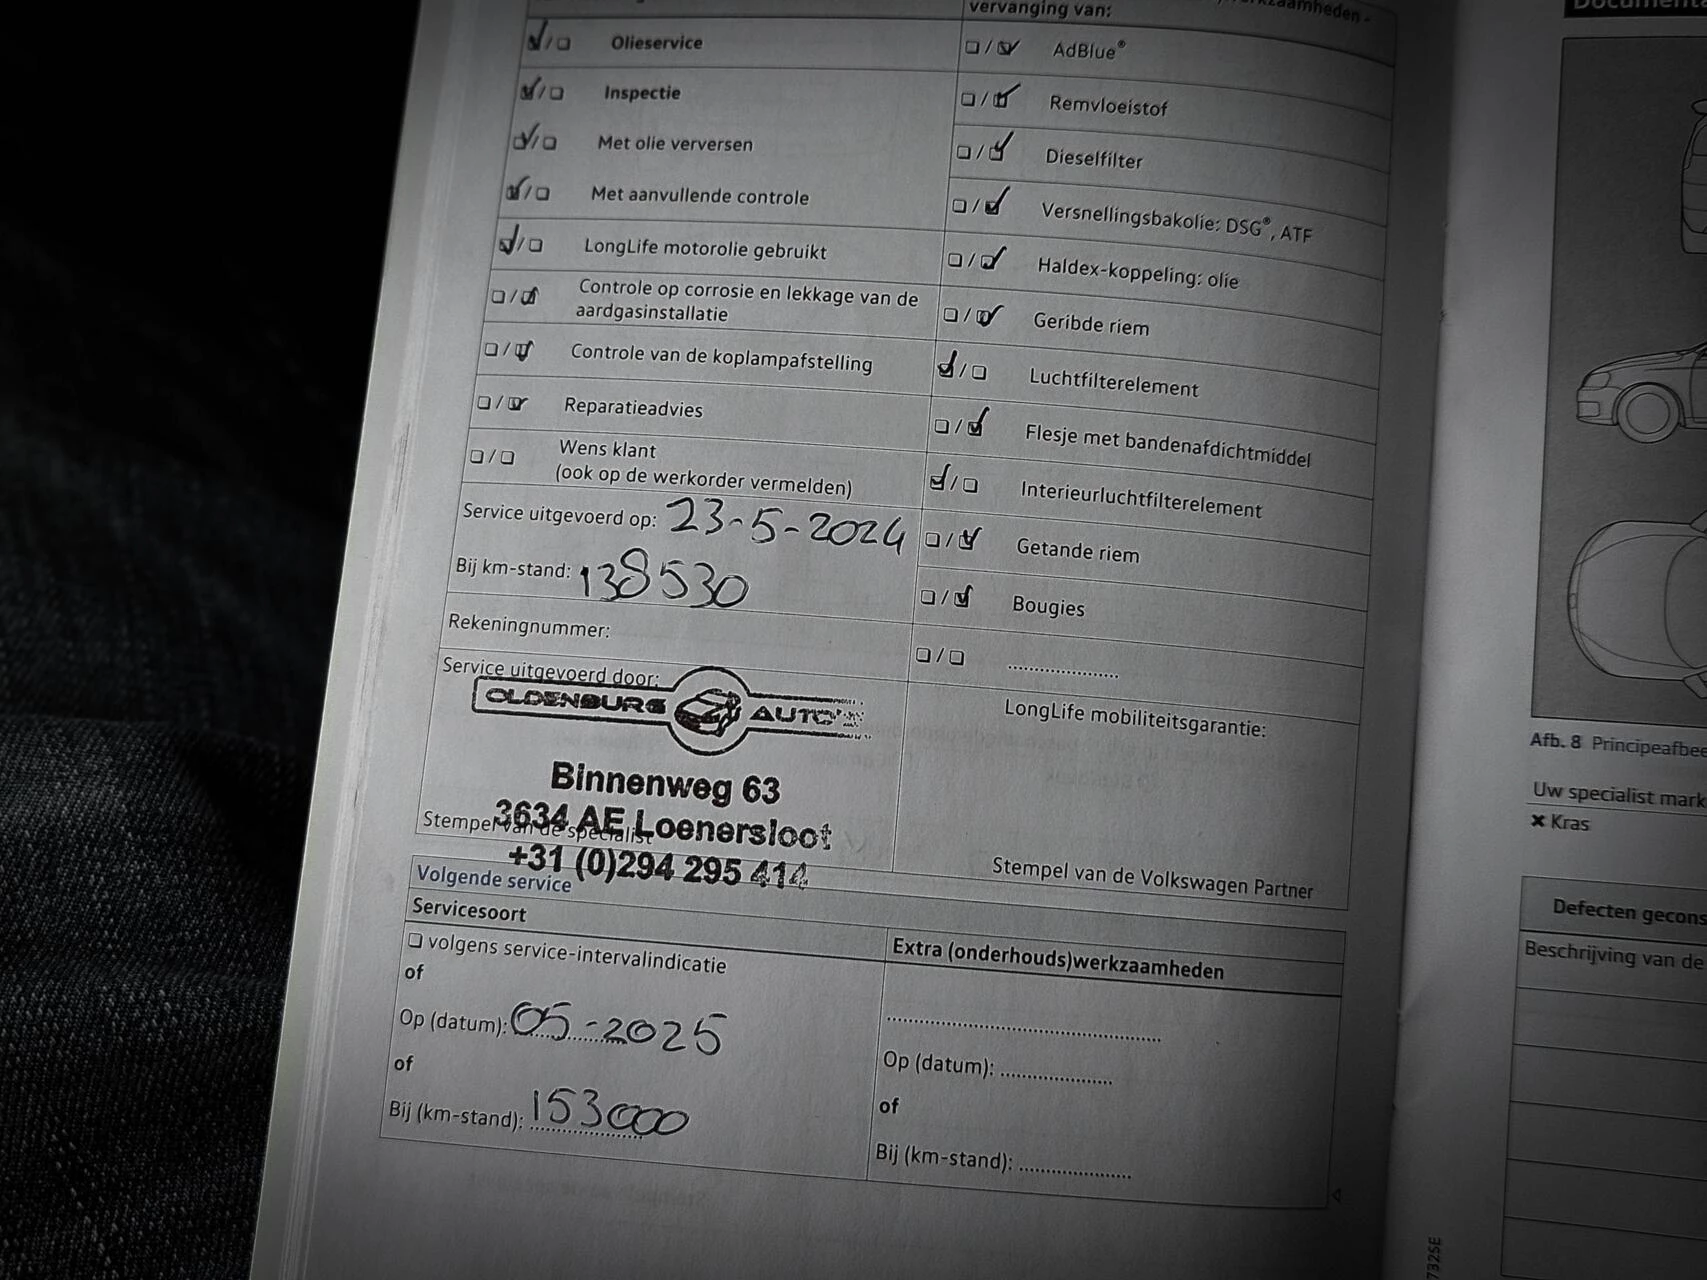 vervanging van:
Olieservice
Inspectie
Met olie verversen
Met aanvullende controle
LongLife motorolie gebruikt
Controle op corrosie en lekkage van de
aardgasinstallatie
Controle van de koplampafstelling
Reparatieadvies
Wens klant
(ook op de werkorder vermelden)
Service uitgevoerd op: 23-5-2024
Bij km-stand: 138530
Rekeningnummer:
Service uitgevoerd door:
OLDENBURG AUTO'S
Binnenweg 63
3634 AE Loenersloot
Stempel van de specialist
+31 (0)294 295 414
AdBlue®
Remvloeistof
Dieselfilter
Versnellingsbakolie: DSG®, ATF
Haldex-koppeling: olie
Geribde riem
Luchtfilterelement
Flesje met bandenafdichtmiddel
Interieurluchtfilterelement
Getande riem
Bougies
....................
LongLife mobiliteitsgarantie:
Stempel van de Volkswagen Partner
Volgende service
Servicesoort
volgens service-intervalindicatie
of
Op (datum): 05-2025
of
Bij (km-stand): 153000
Extra (onderhouds)werkzaamheden
Op (datum): ....................
of
Bij (km-stand): ....................
Afb. 8
Uw specialist
× Kras
Defecten
Beschrijving van de
732SE